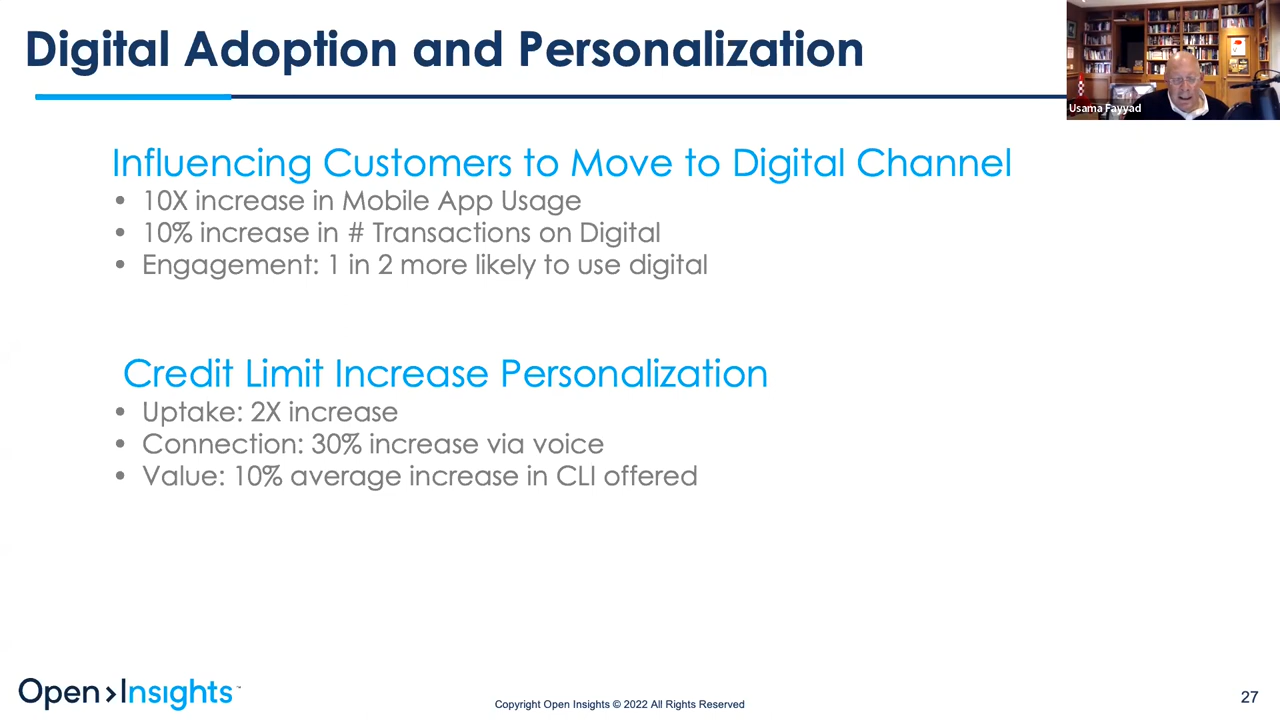 Digital Adoption and Personalization
Usama Fayyad
Influencing Customers to Move to Digital Channel
• 10X increase in Mobile App Usage
• 10% increase in # Transactions on Digital
• Engagement: 1 in 2 more likely to use digital
Credit Limit Increase Personalization
• Uptake: 2X increase
• Connection: 30% increase via voice
• Value: 10% average increase in CLI offered
Open>Insights™
Copyright Open Insights © 2022 All Rights Reserved
27